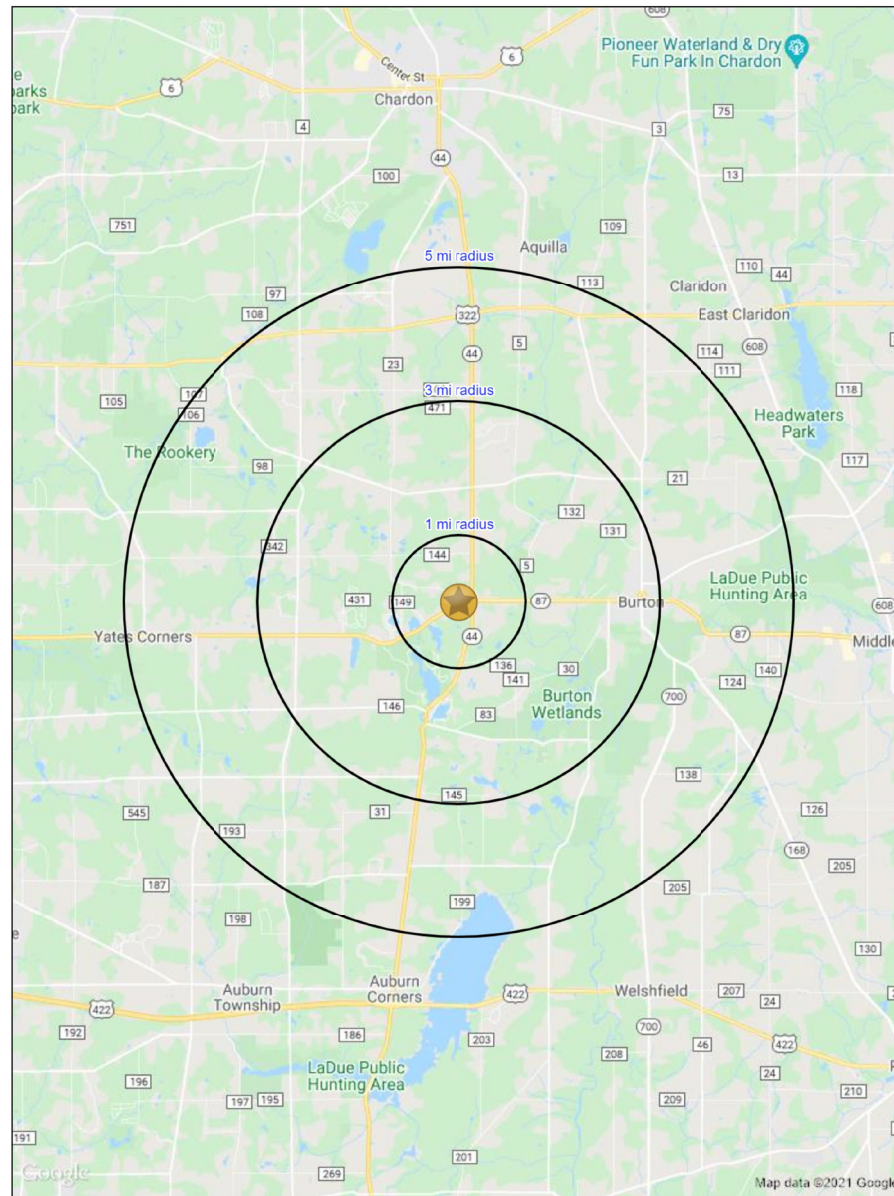 608
Pioneer Waterland & Dry
Fun Park In Chardon
6
Center St
e
arks
park
6
Chardon
75
4
3
44
100
13
751
109
Aquilla
5 mi radius
110
44
113
Claridon
97
108
322
East Claridon
608
5
44
114
23
111
118
3 mi radius
107
105
471
106
Headwaters
Park
The Rookery
98
117
21
132
1 mi radius
131
342
144
5
LaDue Public
Hunting Area
431
149
87
Burton
608
Yates Corners
44
87
Middle
136
30
140
141
124
Burton
Wetlands
700
146
83
138
145
545
31
126
193
168
205
187
205
199
198
e
130
Auburn
Township
Auburn
Corners
422
Welshfield
207
24
422
700
192
186
203
46
422
208
LaDue Public
Hunting Area
24
196
210
197
195
209
191
201
269
Google
Map data ©2021 Google